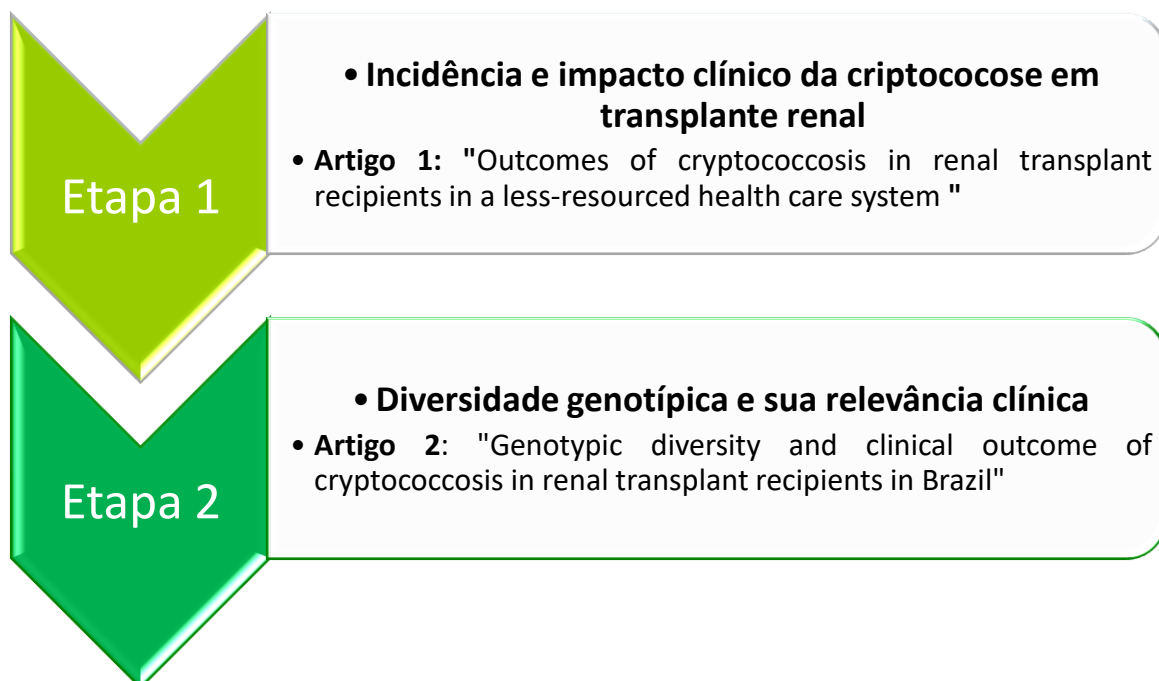 Etapa 1
• Incidência e impacto clínico da criptococose em
transplante renal
• Artigo 1: "Outcomes of cryptococcosis in renal transplant
recipients in a less-resourced health care system "
Etapa 2
• Diversidade genotípica e sua relevância clínica
• Artigo 2: "Genotypic diversity and clinical outcome of
cryptococcosis in renal transplant recipients in Brazil"